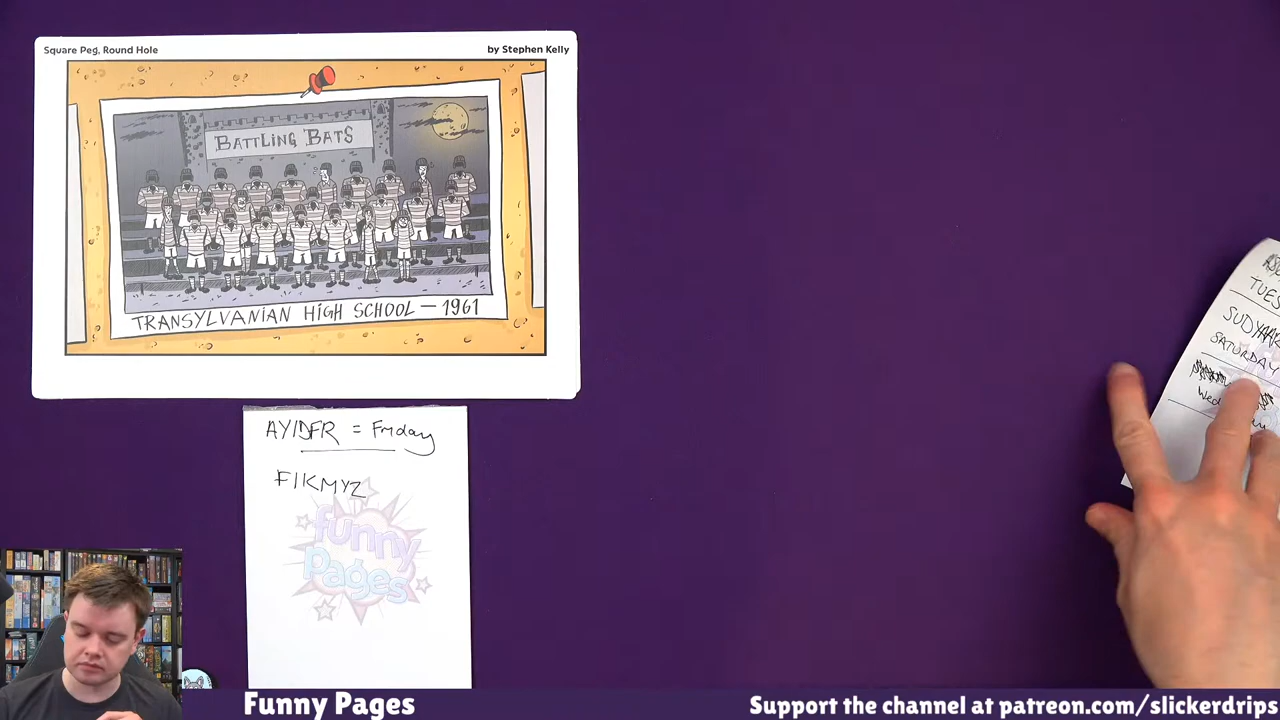 Square Peg, Round Hole
by Stephen Kelly
BATTLING BATS
TRANSYLVANIAN HIGH SCHOOL — 1961
AYIDFR = Friday
FIKMYZ
funny
pages
TUES
SUDYAAR
SATURDAY
Funny Pages
Support the channel at patreon.com/slickerdrips